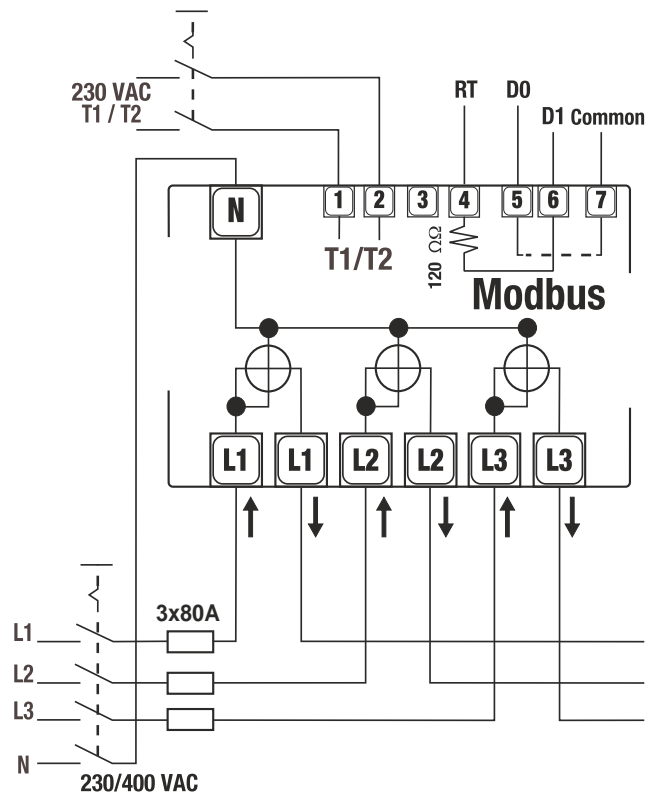 230 VAC
T1 / T2
RT D0
D1 Common
N 1 2 3 4 5 6 7
T1/T2
120 ΩΩ
Modbus
L1 L1 L2 L2 L3 L3
3x80A
L1
L2
L3
N
230/400 VAC